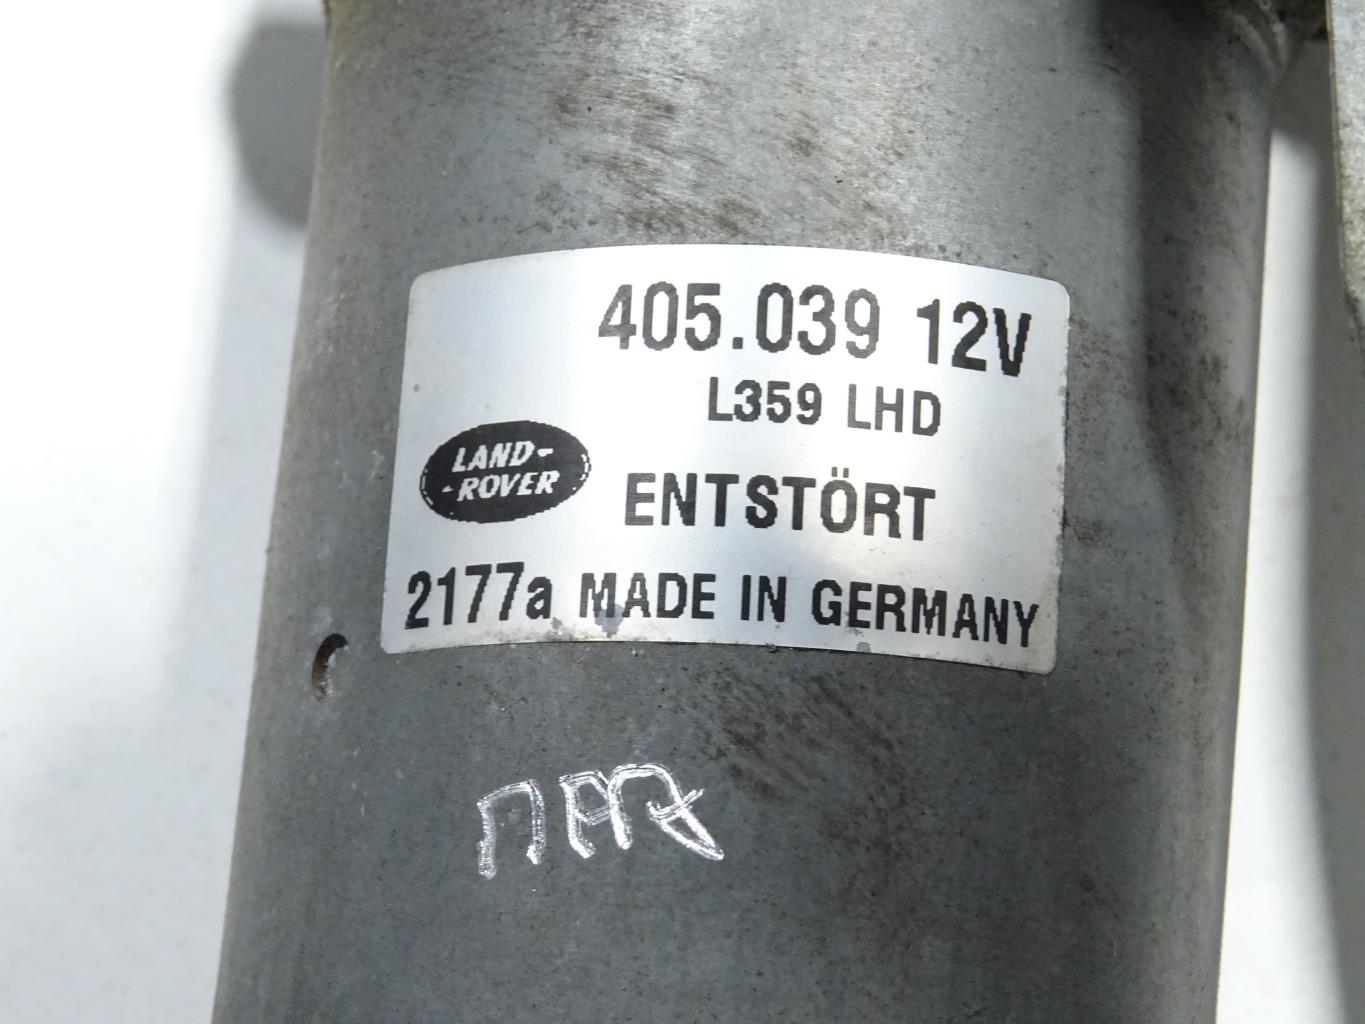 405.039 12V
L359 LHD
LAND-
-ROVER
ENTSTÖRT
2177a MADE IN GERMANY